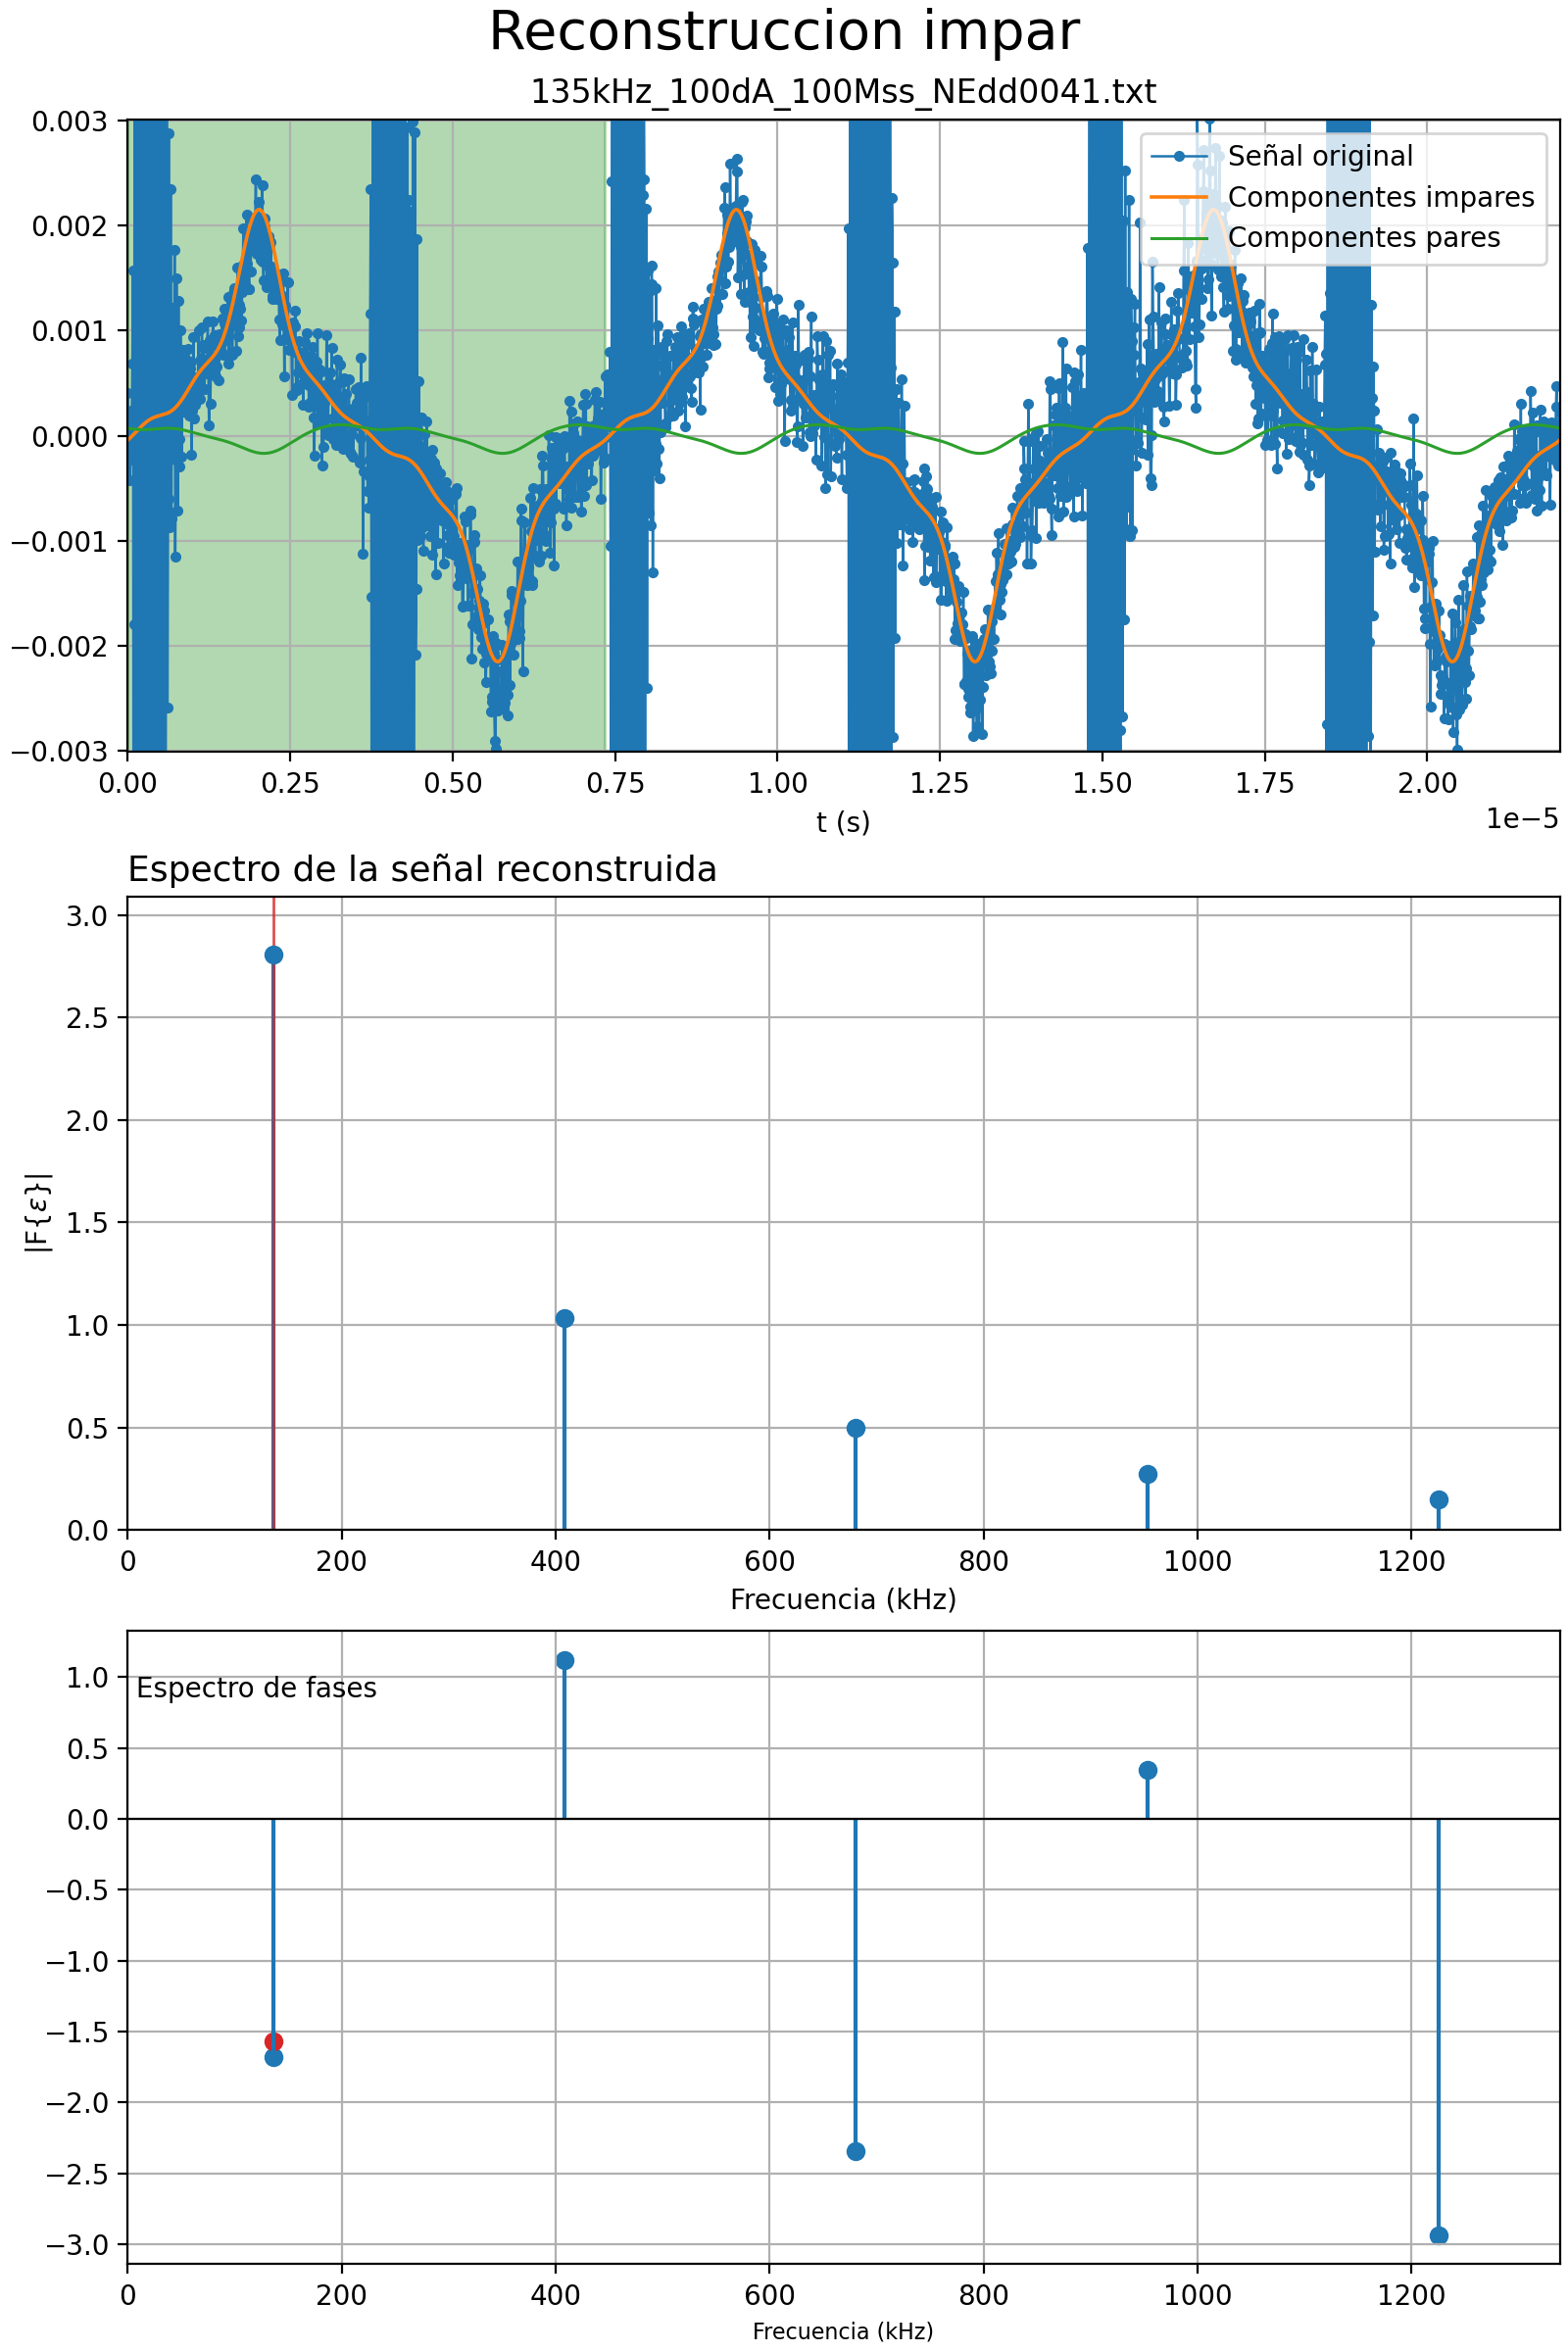 Reconstruccion impar
135kHz_100dA_100Mss_NEdd0041.txt
0.003
0.002
0.001
0.000
−0.001
−0.002
−0.003
Señal original
Componentes impares
Componentes pares
0.00 0.25 0.50 0.75 1.00 1.25 1.50 1.75 2.00
1e−5
t (s)
Espectro de la señal reconstruida
3.0
2.5
2.0
1.5
1.0
0.5
0.0
|F{ε}|
0 200 400 600 800 1000 1200
Frecuencia (kHz)
Espectro de fases
1.0
0.5
0.0
−0.5
−1.0
−1.5
−2.0
−2.5
−3.0
0 200 400 600 800 1000 1200
Frecuencia (kHz)